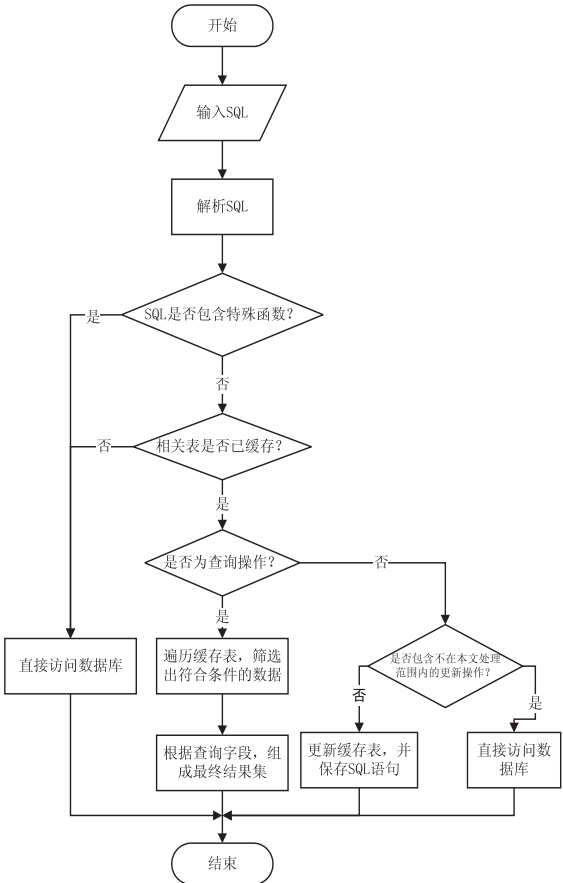 开始
输入SQL
解析SQL
SQL是否包含特殊函数?
是
否
相关表是否已缓存?
否
是
是否为查询操作?
否
是
直接访问数据库
遍历缓存表，筛选
出符合条件的数据
是否包含不在本文处理
范围内的更新操作?
否
是
根据查询字段，组
成最终结果集
更新缓存表，并
保存SQL语句
直接访问数
据库
结束